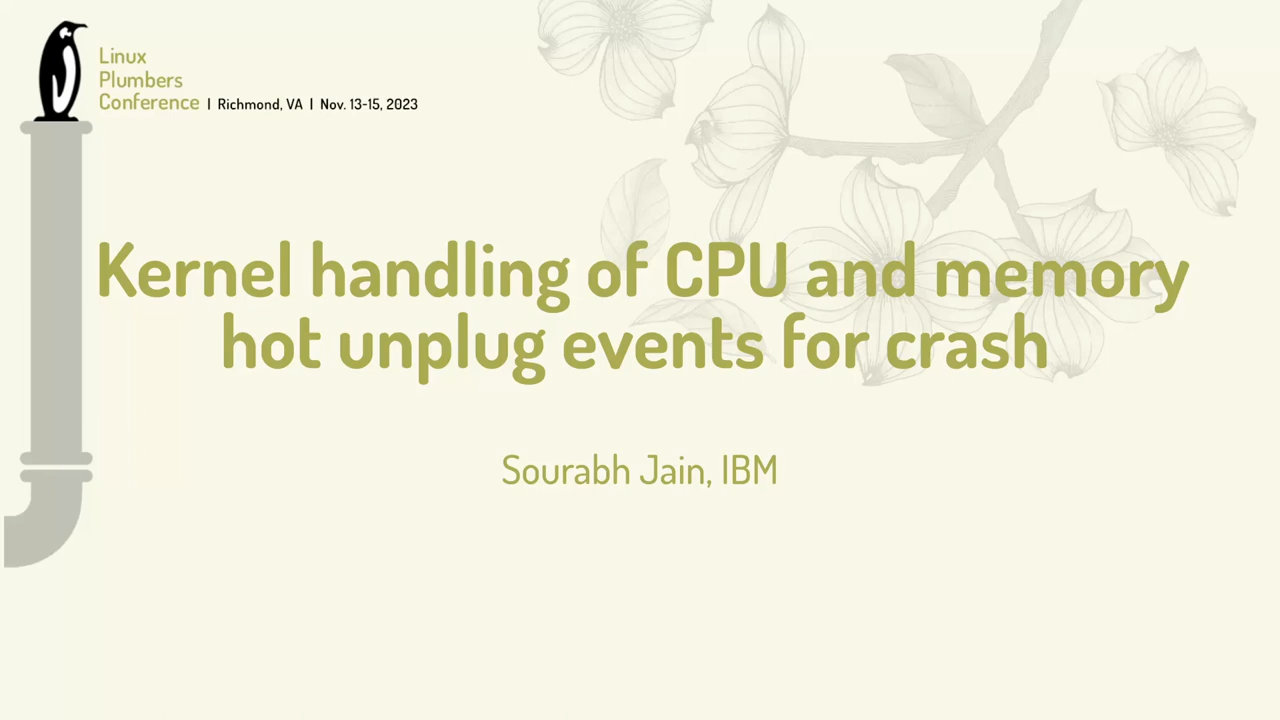 Linux
Plumbers
Conference | Richmond, VA | Nov. 13-15, 2023
Kernel handling of CPU and memory
hot unplug events for crash
Sourabh Jain, IBM